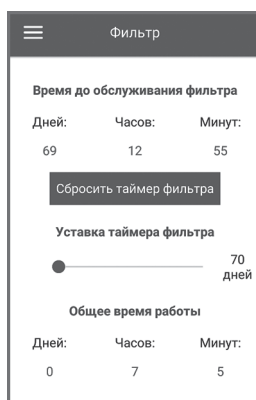 Фильтр
Время до обслуживания фильтра
Дней: Часов: Минут:
69 12 55
Сбросить таймер фильтра
Уставка таймера фильтра
70
дней
Общее время работы
Дней: Часов: Минут:
0 7 5